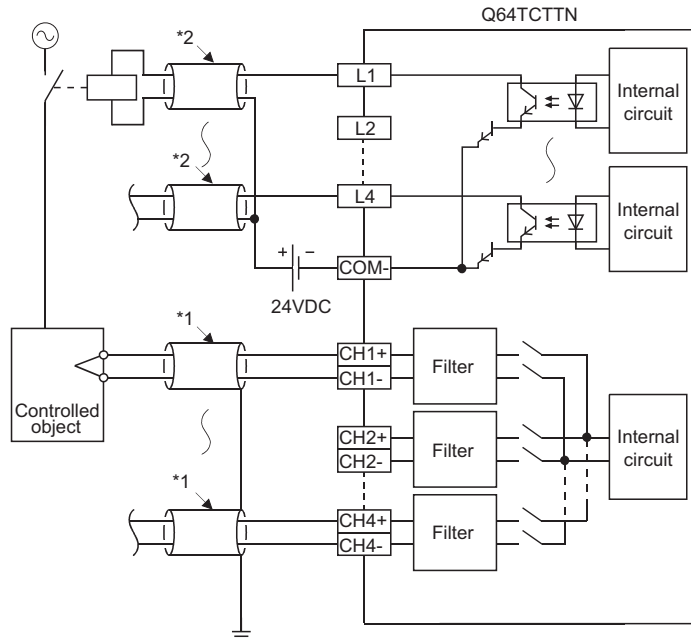 Q64TCTTN
*2
L1
Internal
circuit
L2
*2
L4
Internal
circuit
+ −
COM-
24VDC
*1
CH1+
CH1-
Filter
Controlled
object
CH2+
CH2-
Filter
Internal
circuit
*1
CH4+
CH4-
Filter